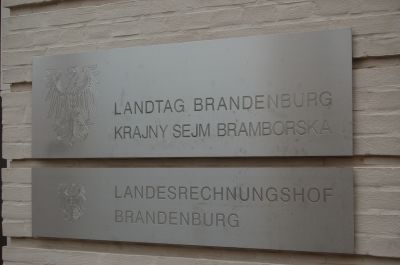 LANDTAG BRANDENBURG
KRAJNY SEJM BRAMBORSKA
LANDESRECHNUNGSHOF
BRANDENBURG